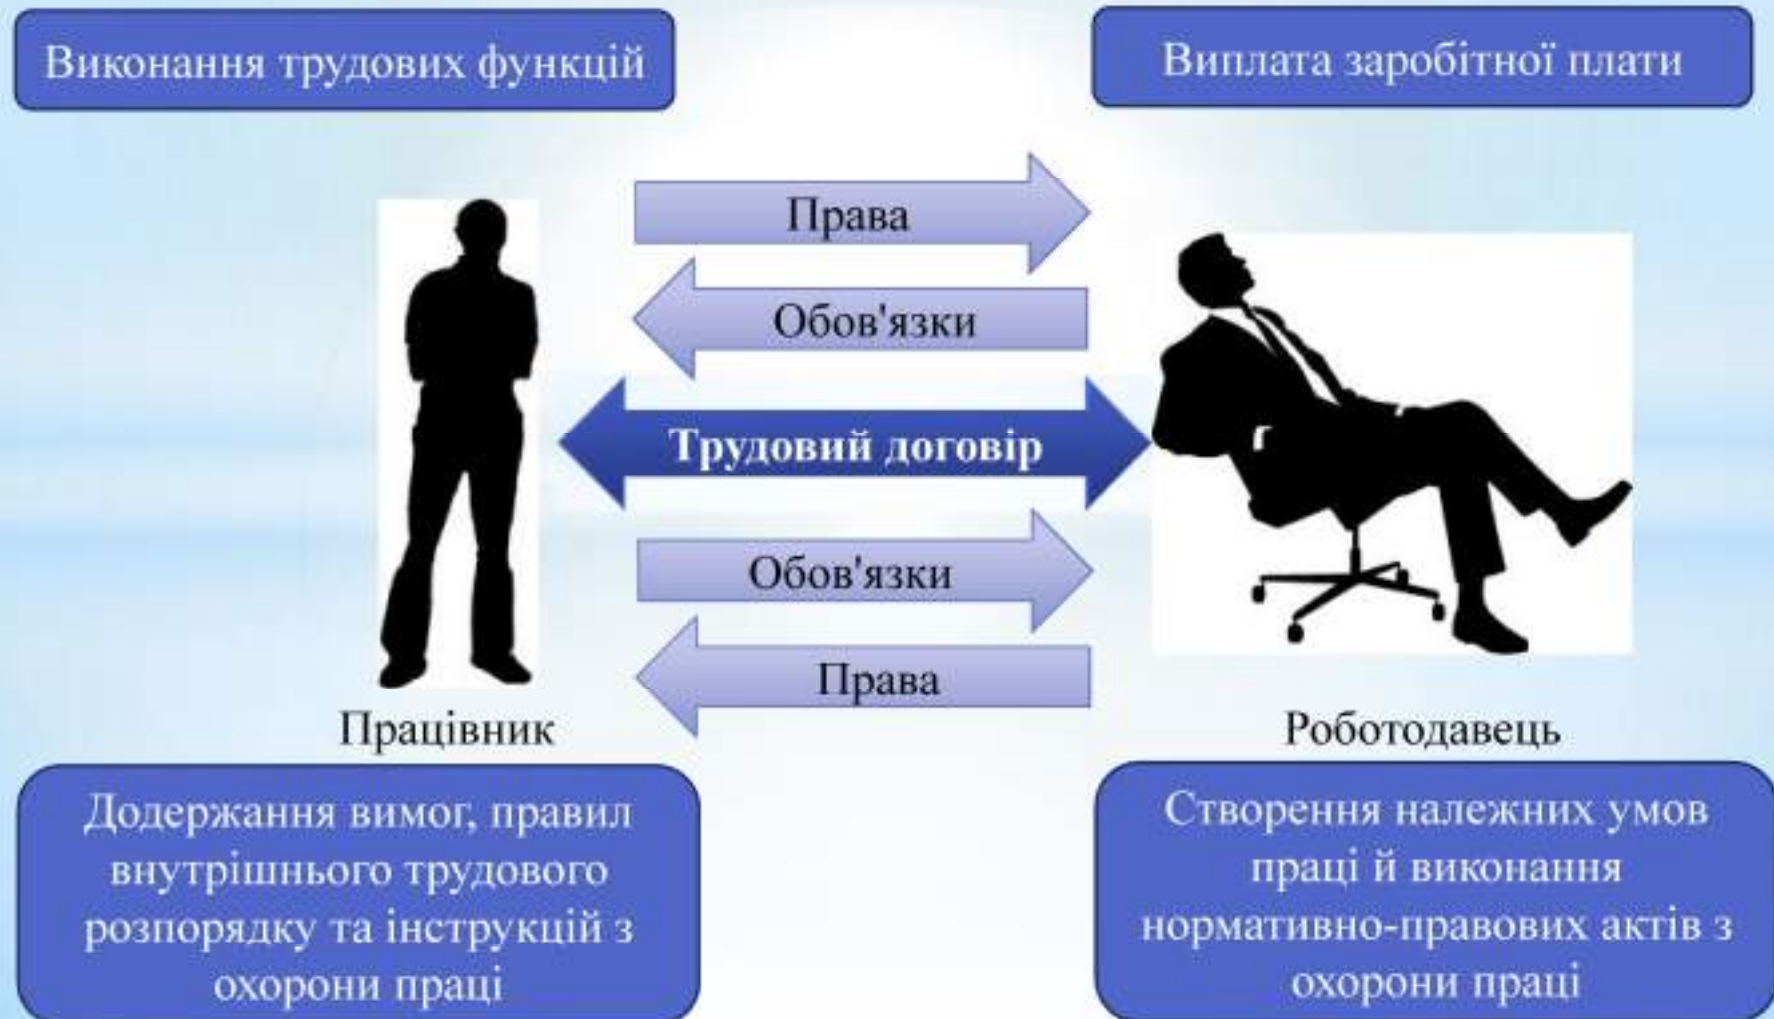 Виконання трудових функцій
Виплата заробітної плати
Права
Обов'язки
Трудовий договір
Обов'язки
Права
Працівник
Роботодавець
Додержання вимог, правил
внутрішнього трудового
розпорядку та інструкцій з
охорони праці
Створення належних умов
праці й виконання
нормативно-правових актів з
охорони праці